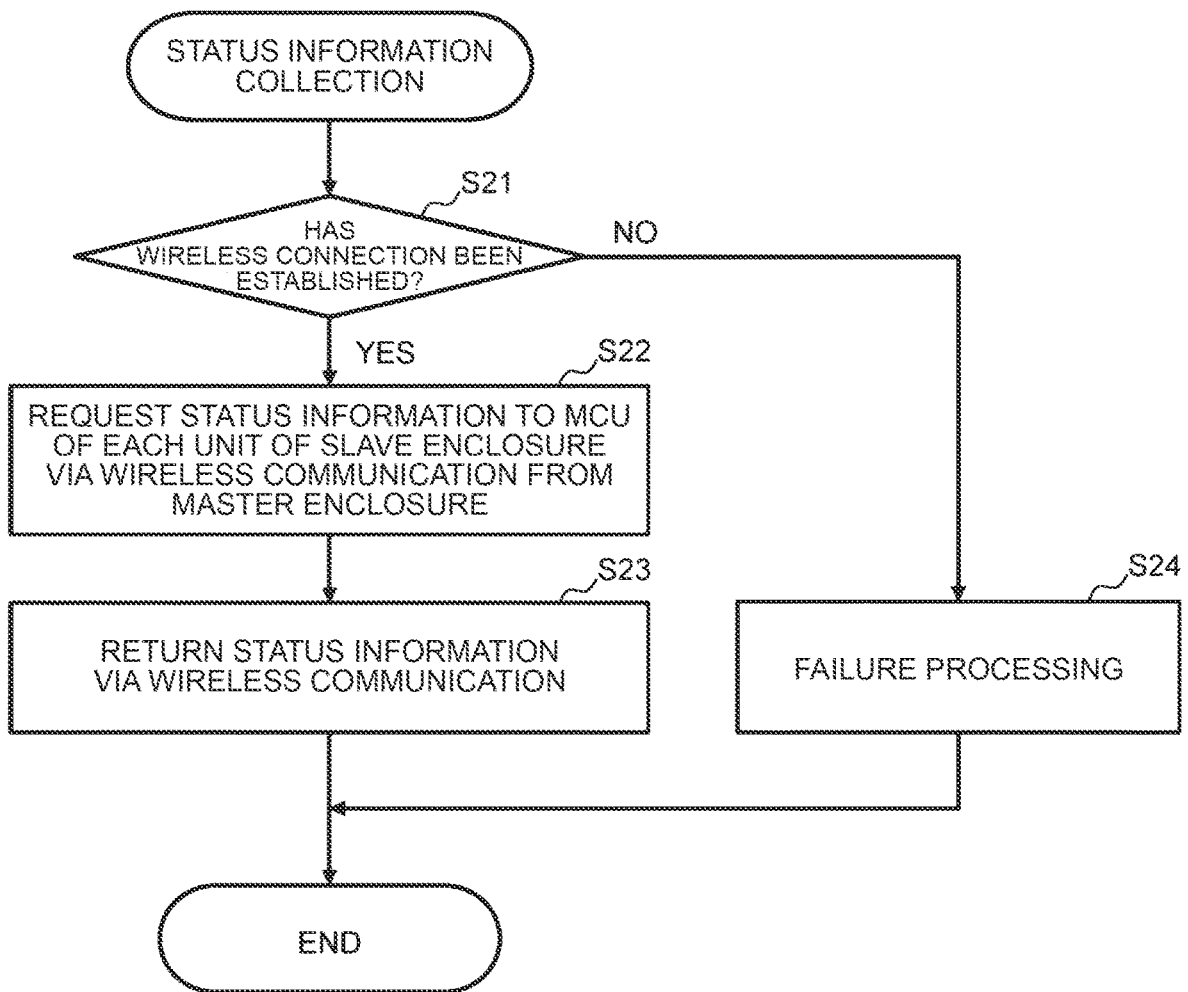 STATUS INFORMATION
COLLECTION
S21
HAS
WIRELESS CONNECTION BEEN
ESTABLISHED?
NO
YES
S22
REQUEST STATUS INFORMATION TO MCU
OF EACH UNIT OF SLAVE ENCLOSURE
VIA WIRELESS COMMUNICATION FROM
MASTER ENCLOSURE
S23
RETURN STATUS INFORMATION
VIA WIRELESS COMMUNICATION
S24
FAILURE PROCESSING
END